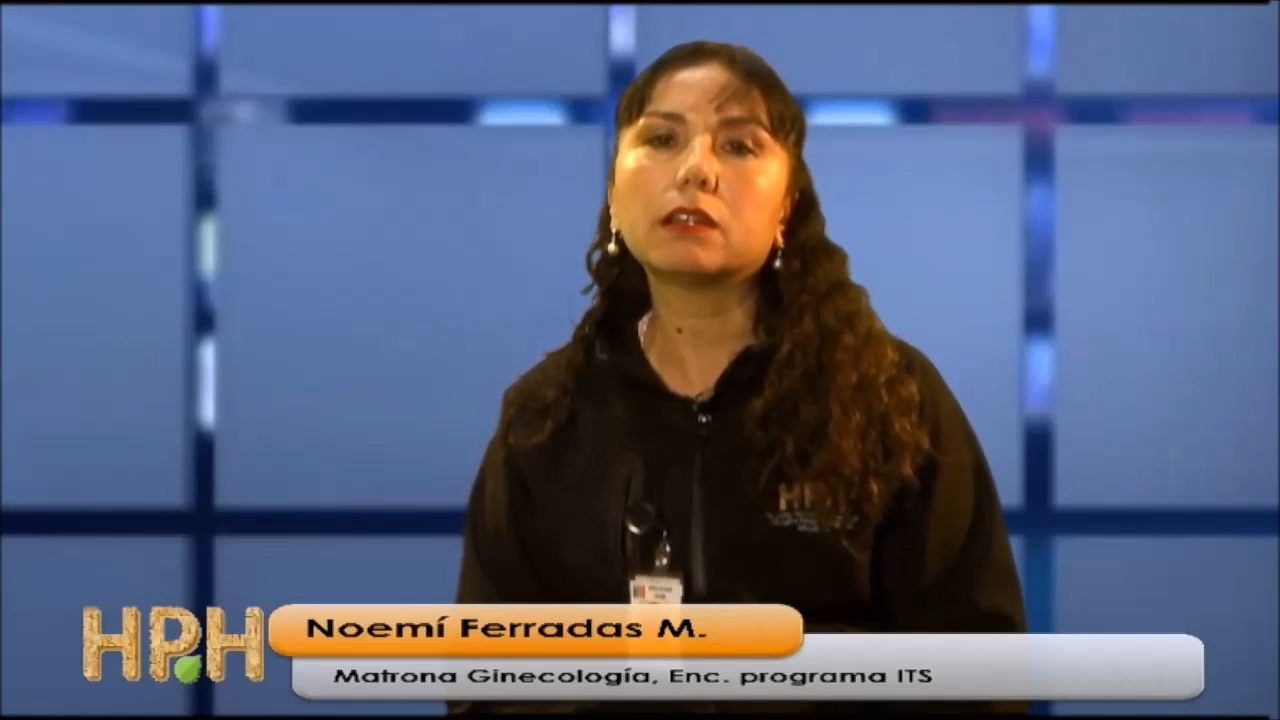 HPH
Noemí Ferradas M.
Matrona Ginecología, Enc. programa ITS